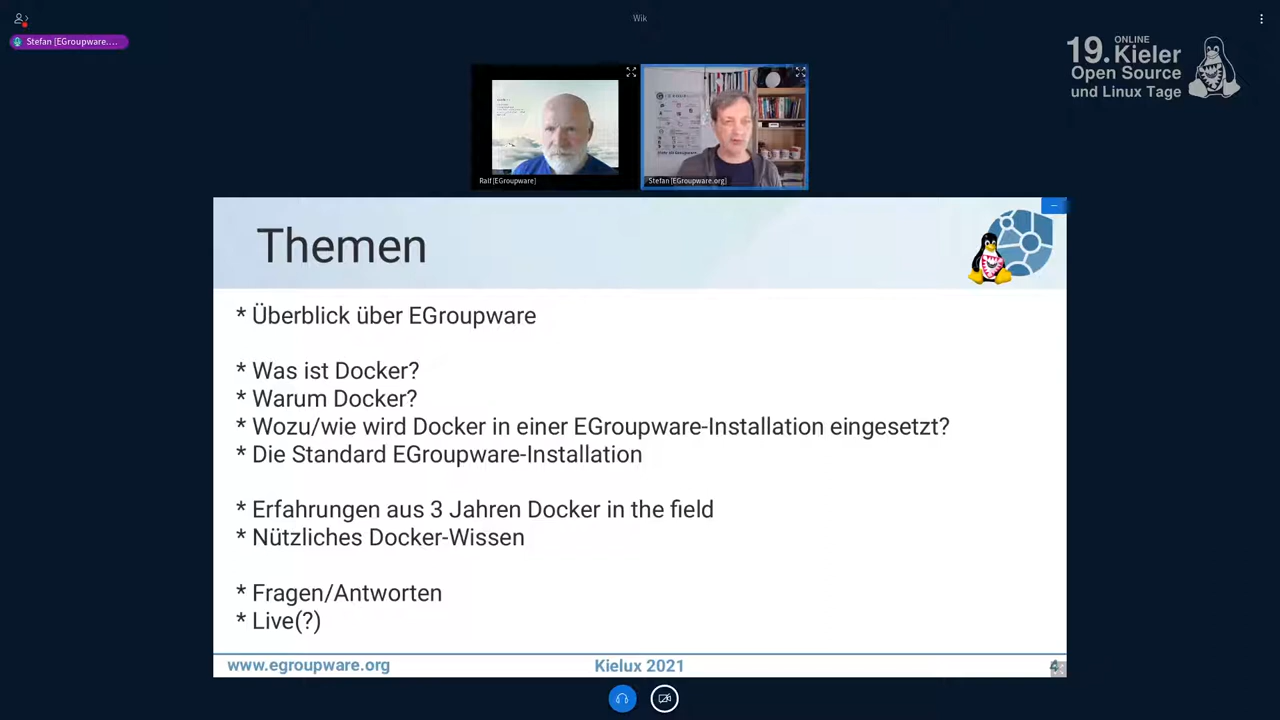 Wik
Stefan [EGroupware....
ONLINE
19. Kieler
Open Source
und Linux Tage
Ralf [EGroupware]
Stefan [EGroupware.org]
Themen
* Überblick über EGroupware
* Was ist Docker?
* Warum Docker?
* Wozu/wie wird Docker in einer EGroupware-Installation eingesetzt?
* Die Standard EGroupware-Installation
* Erfahrungen aus 3 Jahren Docker in the field
* Nützliches Docker-Wissen
* Fragen/Antworten
* Live(?)
www.egroupware.org
Kielux 2021